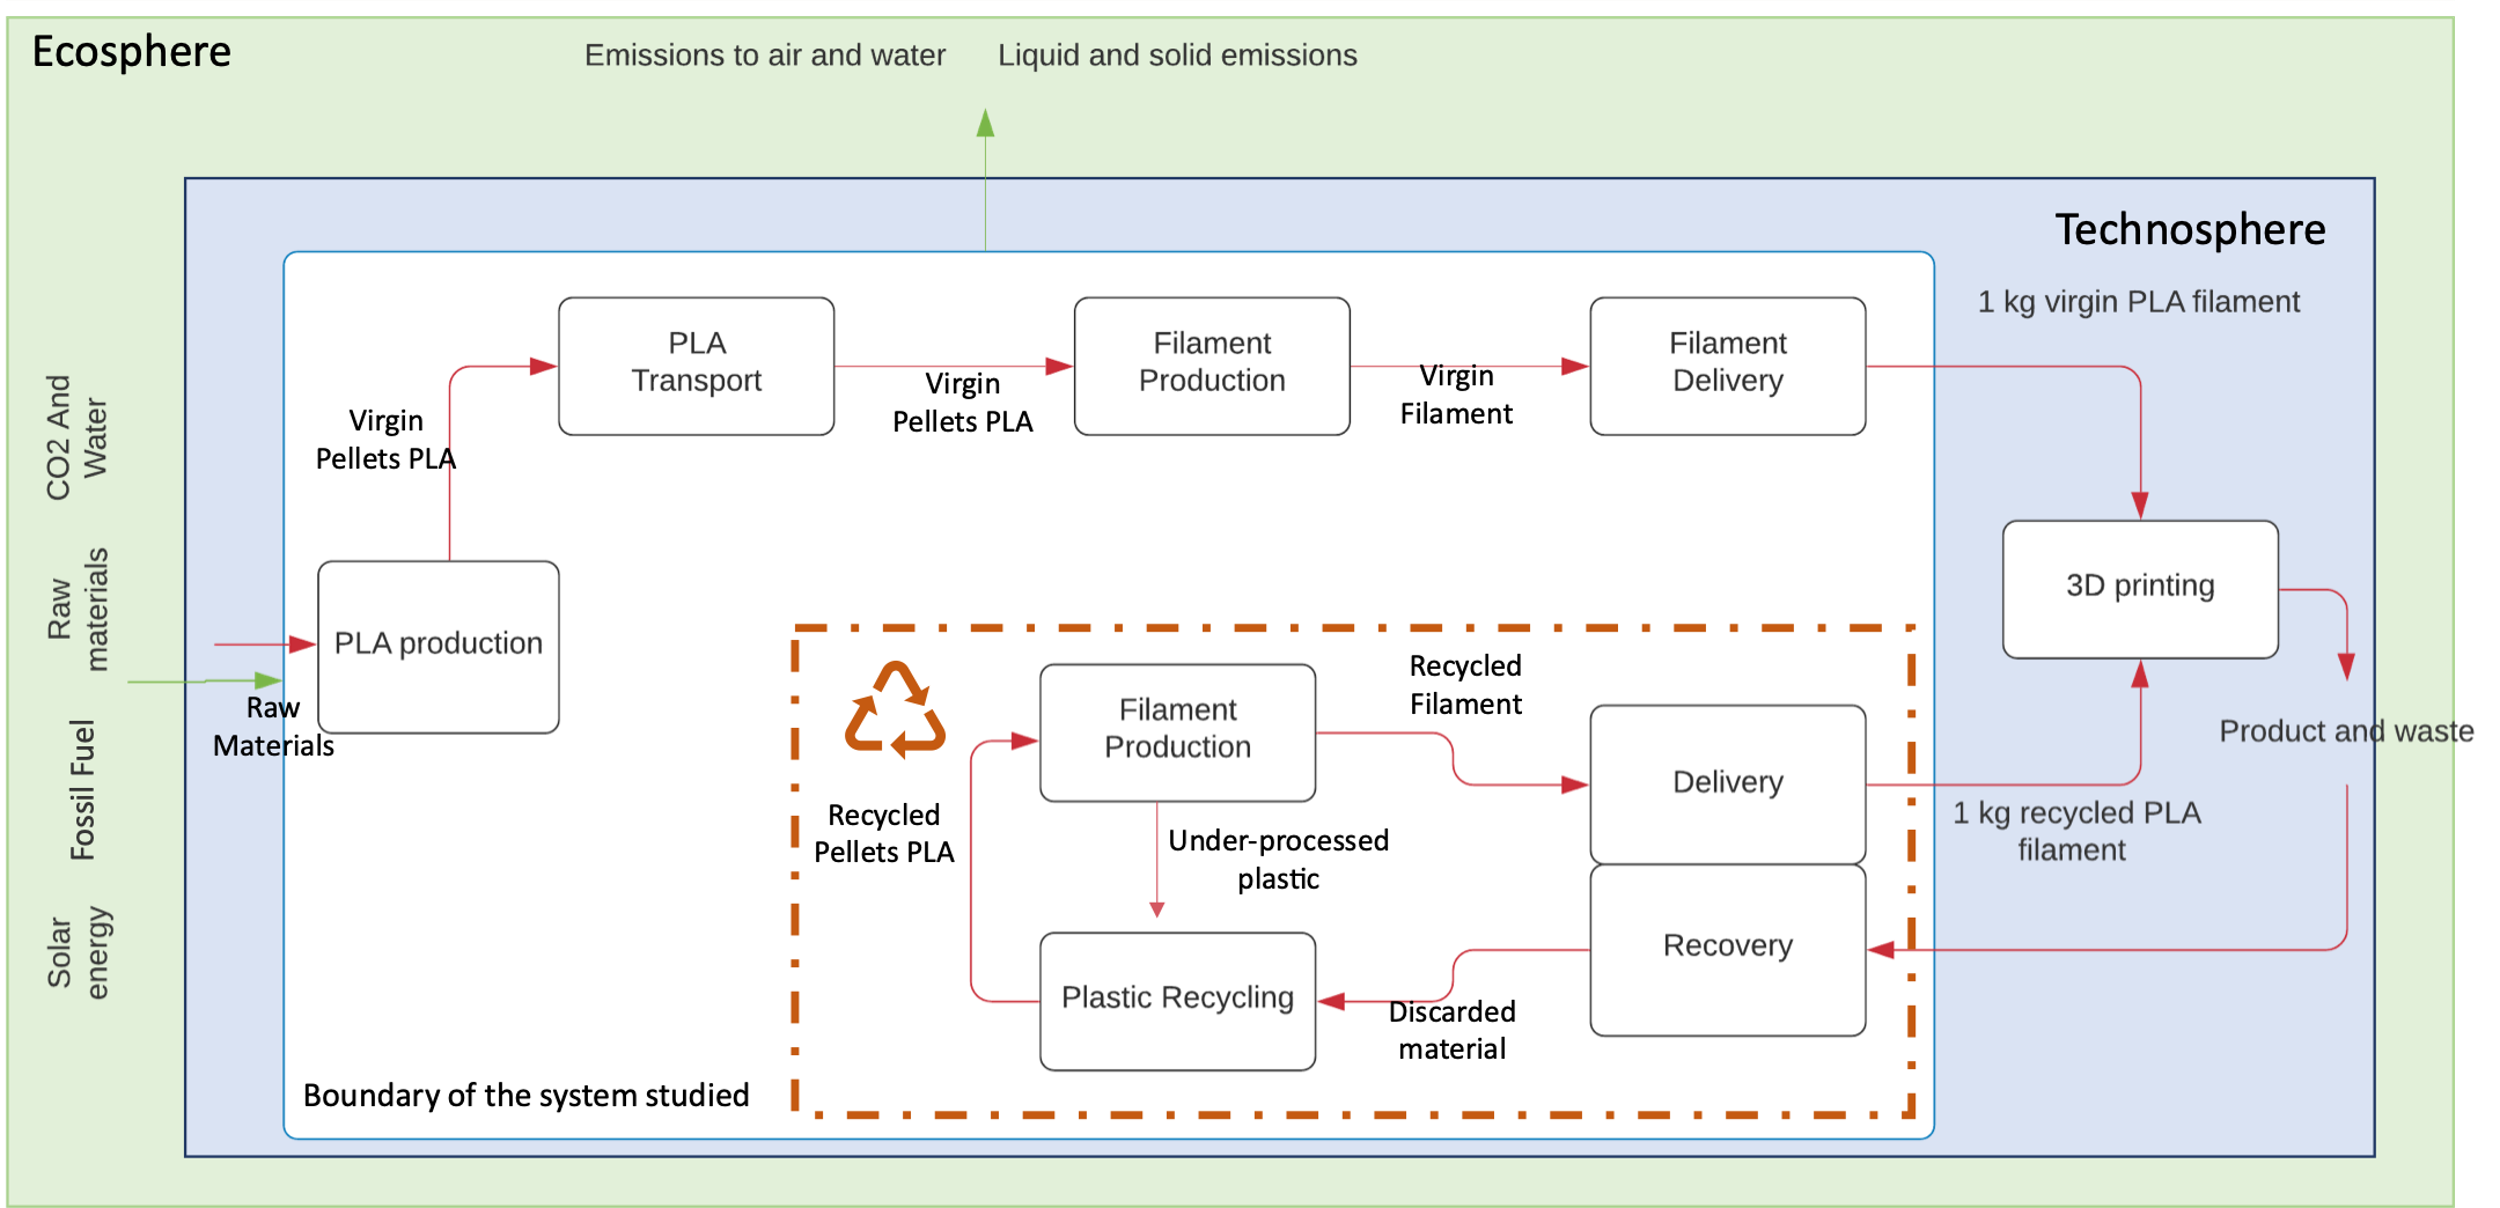 Ecosphere
Emissions to air and water
Liquid and solid emissions
Technosphere
1 kg virgin PLA filament
PLA
Transport
Filament
Production
Filament
Delivery
Virgin
Pellets PLA
Virgin
Filament
Virgin
Pellets PLA
CO2 And
Water
Raw
materials
Fossil Fuel
Solar
energy
PLA production
Raw
Materials
3D printing
Product and waste
Recycled
Filament
Filament
Production
Delivery
Recycled
Pellets PLA
Under-processed
plastic
1 kg recycled PLA
filament
Recovery
Plastic Recycling
Discarded
material
Boundary of the system studied